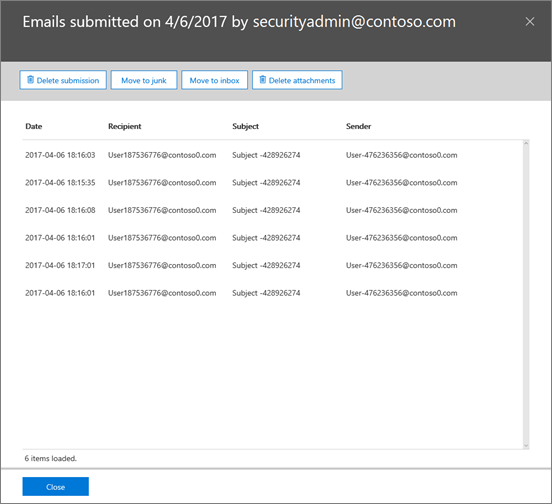 Emails submitted on 4/6/2017 by securityadmin@contoso.com
Delete submission Move to junk Move to inbox Delete attachments
Date Recipient Subject Sender
2017-04-06 18:16:03 User187536776@contoso0.com Subject -428926274 User-476236356@contoso0.com
2017-04-06 18:15:35 User187536776@contoso0.com Subject -428926274 User-476236356@contoso0.com
2017-04-06 18:16:08 User187536776@contoso0.com Subject -428926274 User-476236356@contoso0.com
2017-04-06 18:16:01 User187536776@contoso0.com Subject -428926274 User-476236356@contoso0.com
2017-04-06 18:17:01 User187536776@contoso0.com Subject -428926274 User-476236356@contoso0.com
2017-04-06 18:16:01 User187536776@contoso0.com Subject -428926274 User-476236356@contoso0.com
6 items loaded.
Close